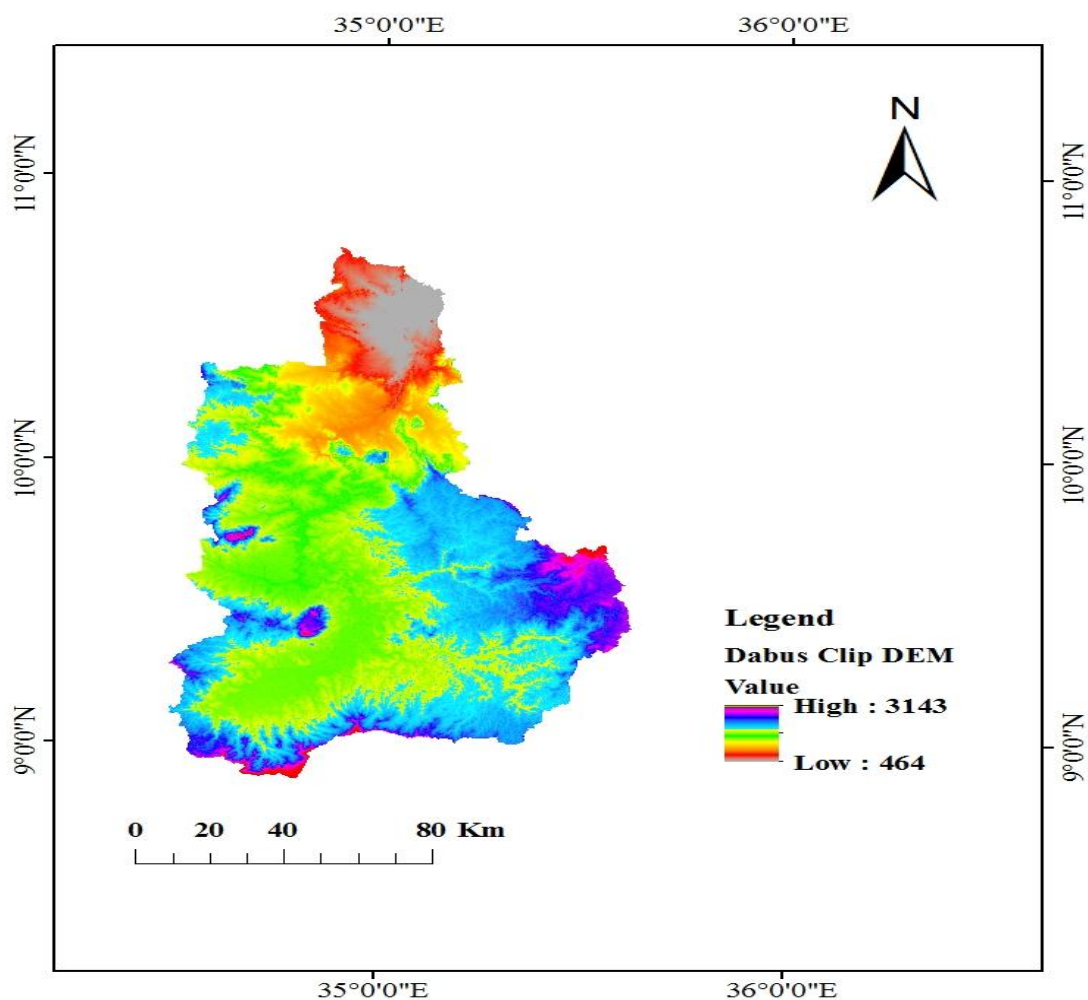 35°0'0"E 36°0'0"E
N
11°0'0"N 11°0'0"N
10°0'0"N 10°0'0"N
Legend
Dabus Clip DEM
Value
High : 3143
Low : 464
9°0'0"N 9°0'0"N
0 20 40 80 Km
35°0'0"E 36°0'0"E